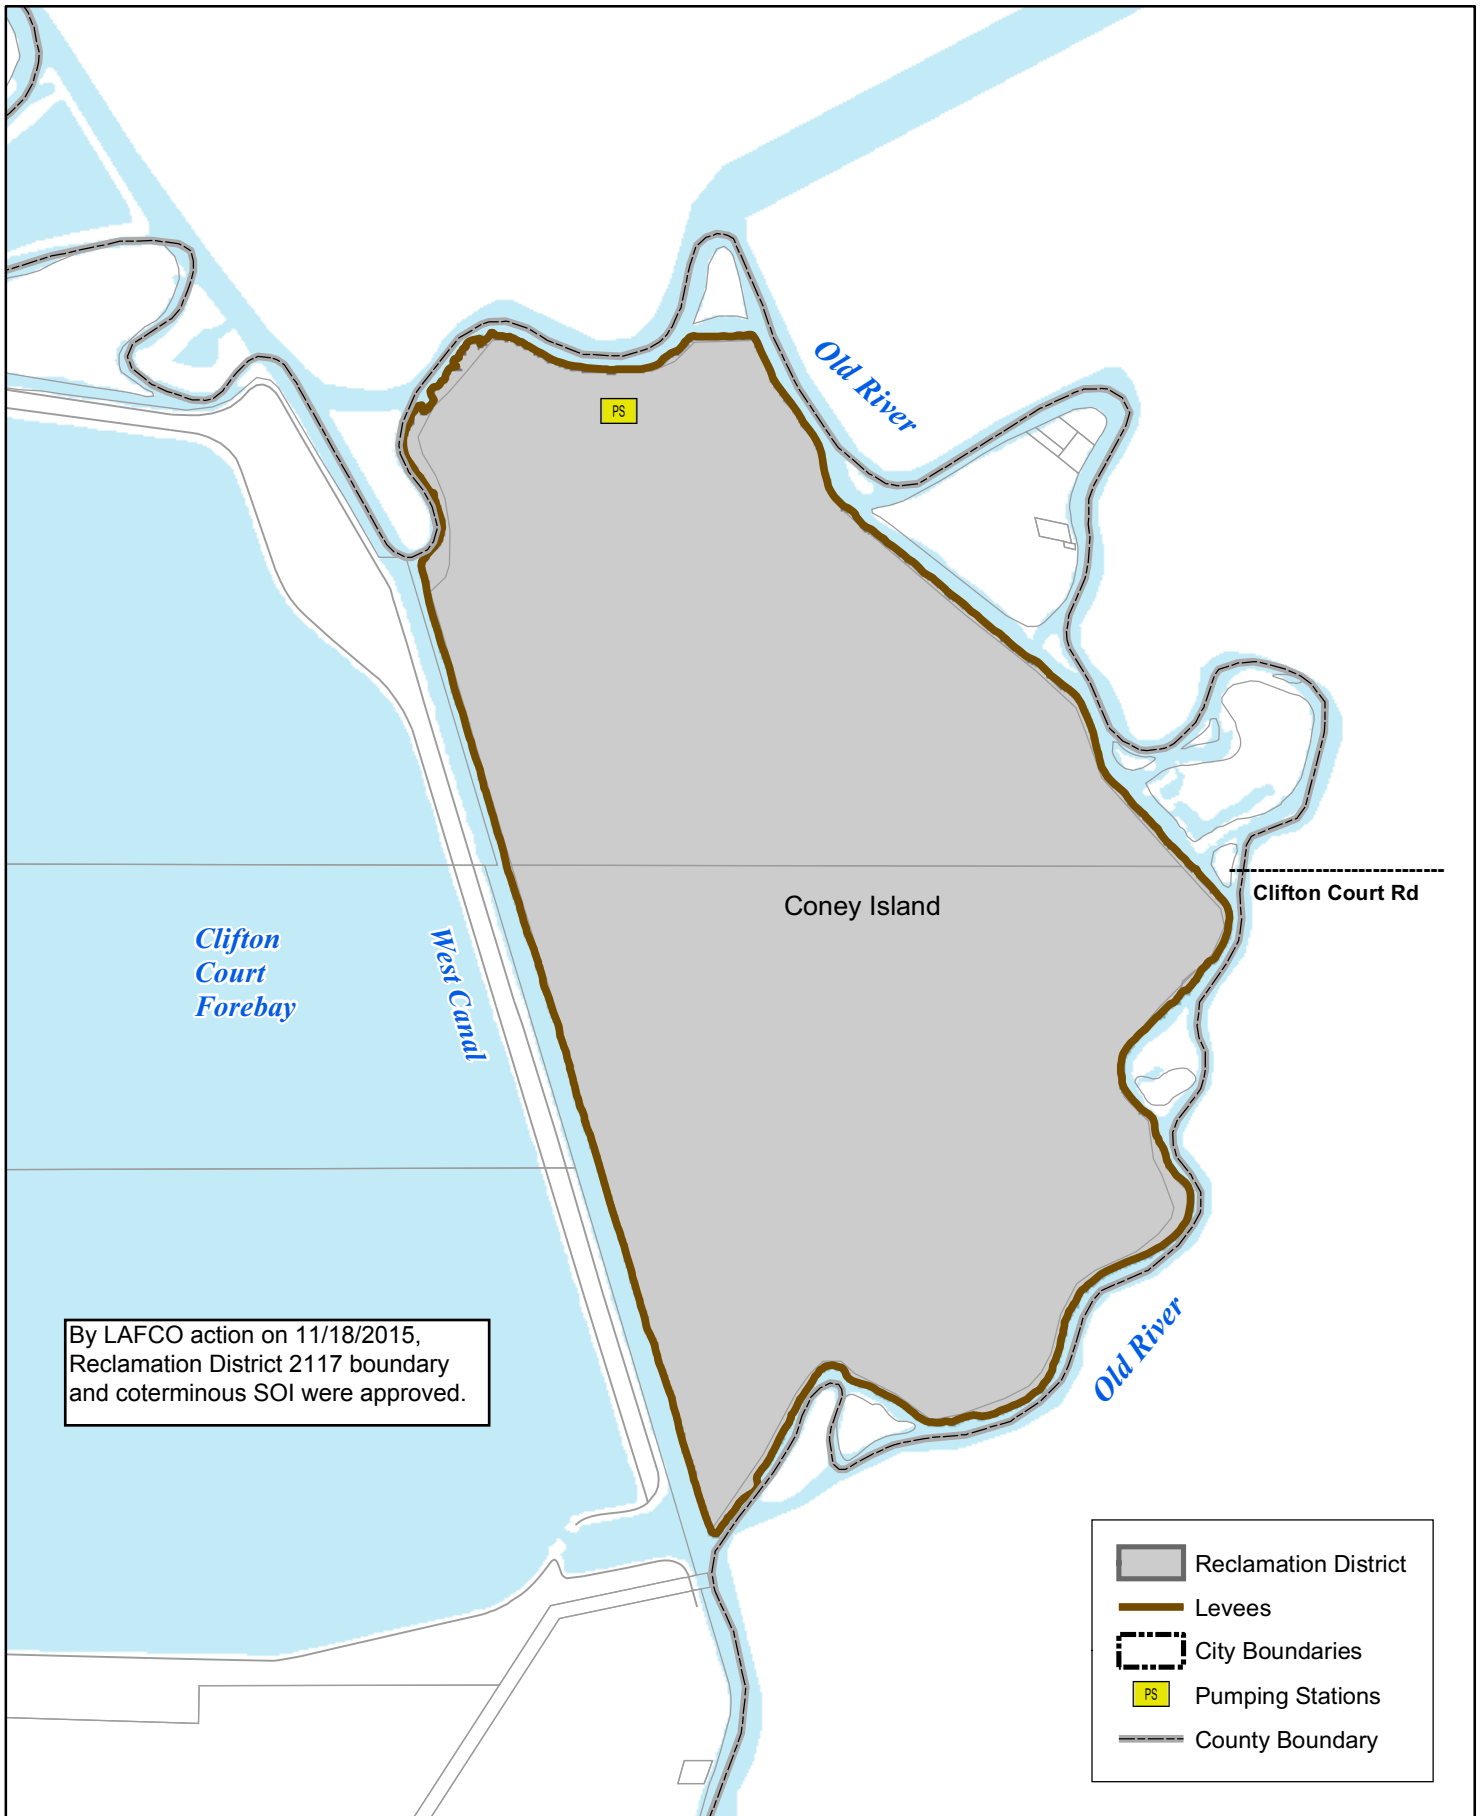 Old River
PS
Coney Island
Clifton Court Rd
Clifton
Court
Forebay
West Canal
Old River
By LAFCO action on 11/18/2015,
Reclamation District 2117 boundary
and coterminous SOI were approved.
Reclamation District
Levees
City Boundaries
PS Pumping Stations
County Boundary